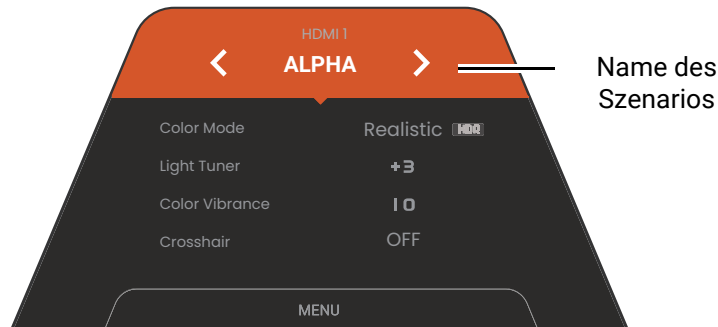 HDMI 1
ALPHA
Name des
Szenarios
Color Mode Realistic HDR
Light Tuner +3
Color Vibrance 10
Crosshair OFF
MENU